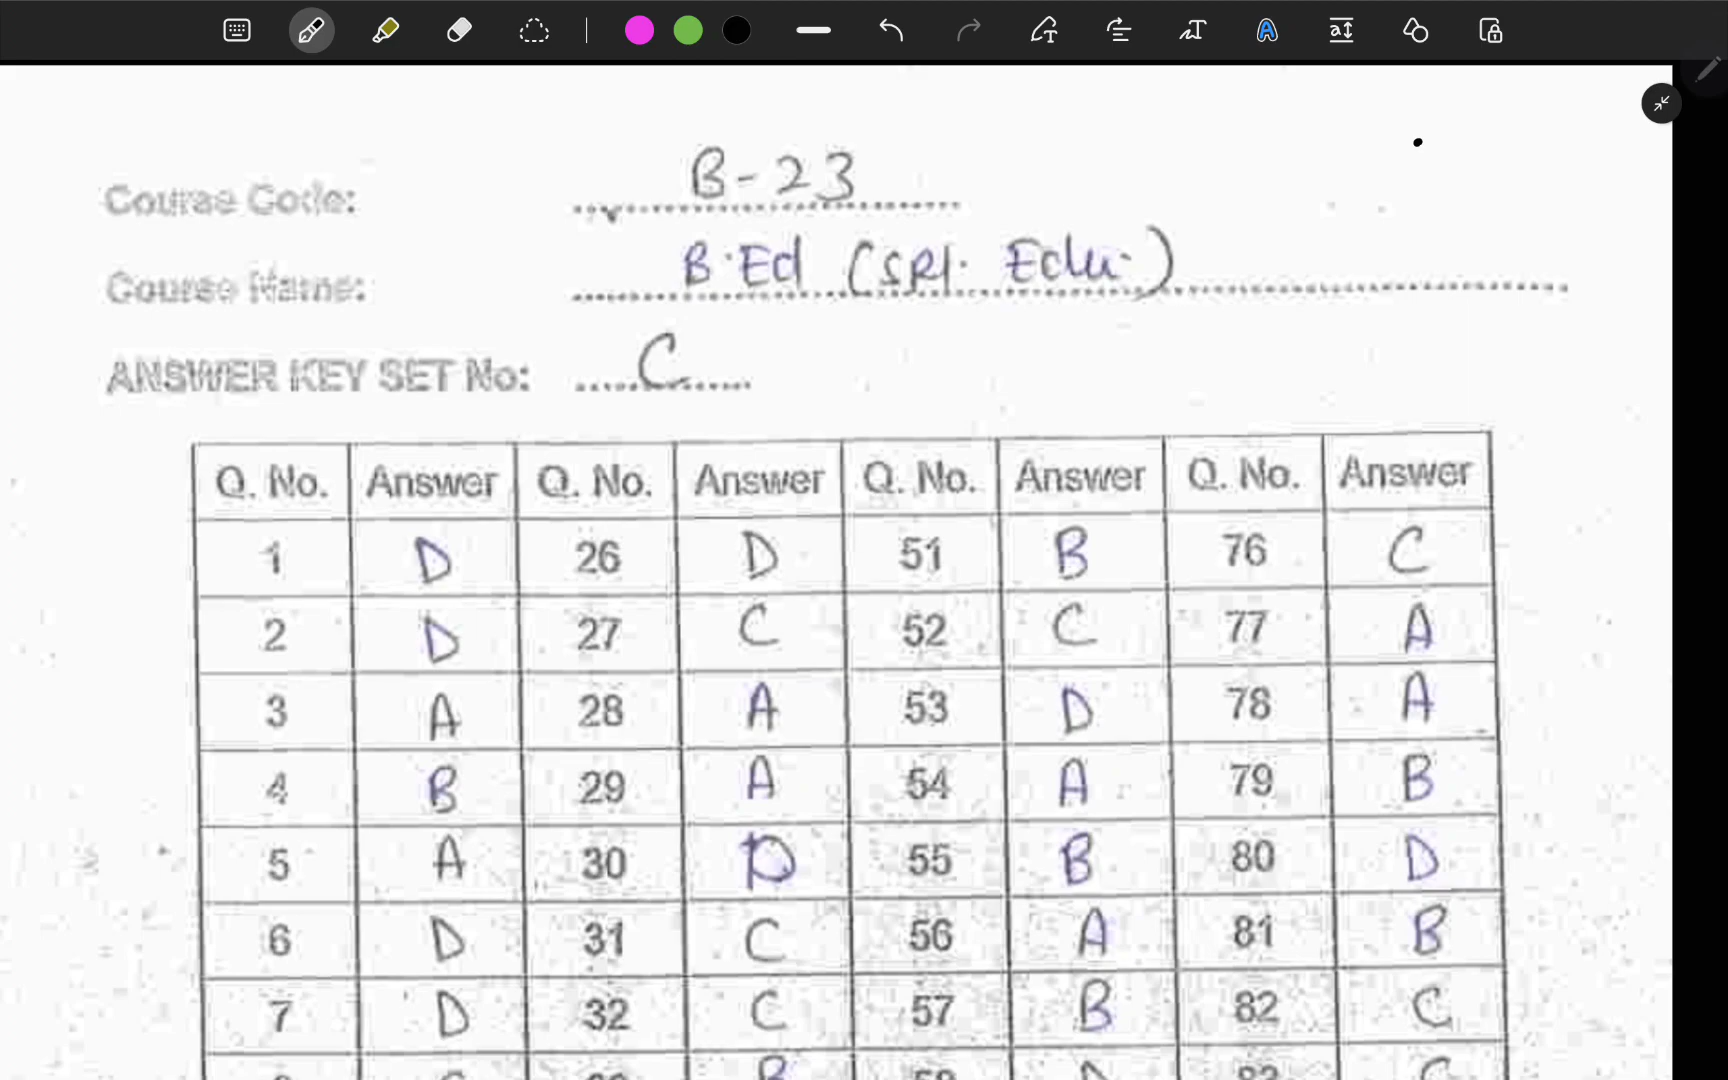 Course Code: B-23
Course Name: B.Ed (Spl. Edu.)
ANSWER KEY SET No: C
Q. No. Answer Q. No. Answer Q. No. Answer Q. No. Answer
1 D 26 D 51 B 76 C
2 D 27 C 52 C 77 A
3 A 28 A 53 D 78 A
4 B 29 A 54 A 79 B
5 A 30 D 55 B 80 D
6 D 31 C 56 A 81 B
7 D 32 C 57 B 82 C